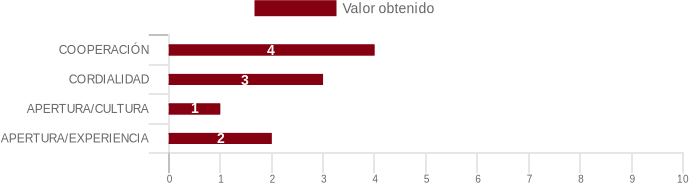 Valor obtenido
COOPERACIÓN 4
CORDIALIDAD 3
APERTURA/CULTURA 1
APERTURA/EXPERIENCIA 2
0 1 2 3 4 5 6 7 8 9 10